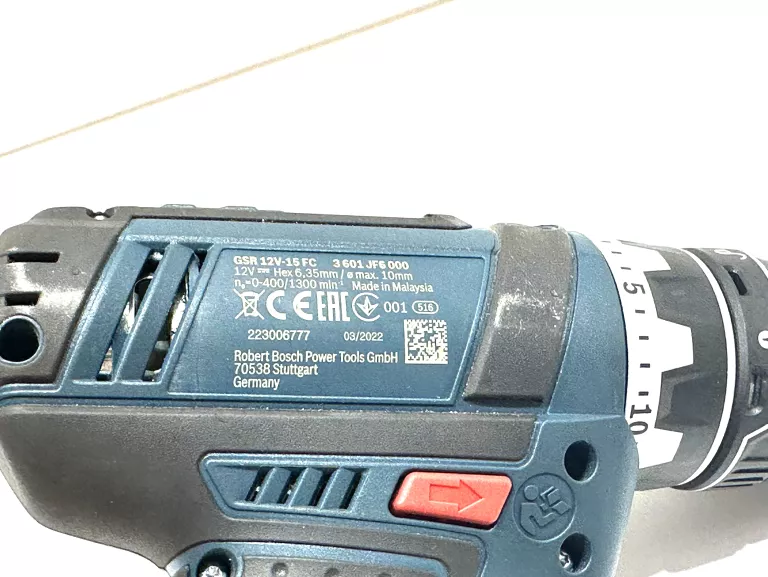 GSR 12V-15 FC 3 601 JF6 000
12V ⎓ Hex 6,35mm / ø max. 10mm
n₀=0-400/1300 min⁻¹ Made in Malaysia
CE EAC 001 516
223006777 03/2022
Robert Bosch Power Tools GmbH
70538 Stuttgart
Germany
5
10